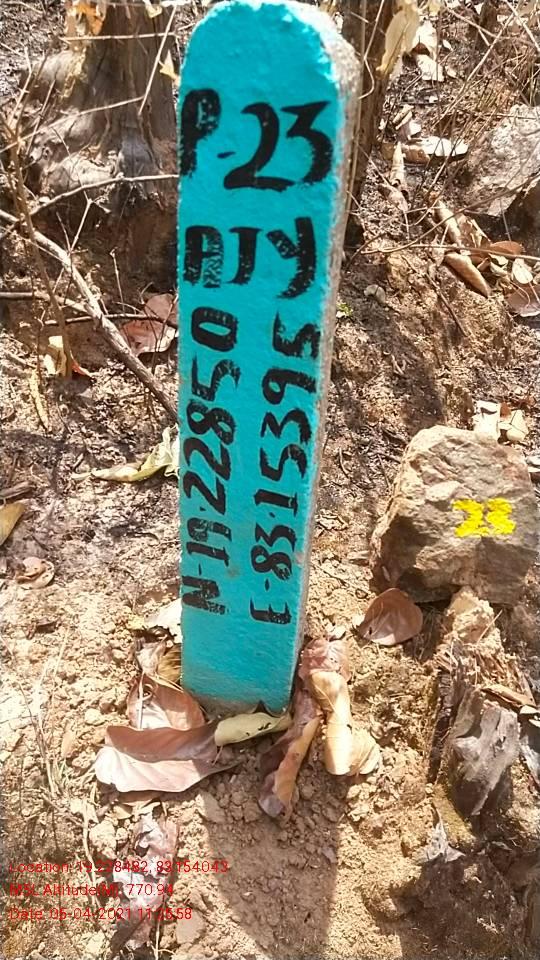 P-23
AJY
N-19.22850
E-83.15395
23
Location: 19.228482, 83.154043
MSL Altitude(M): 770.94
Date: 05-04-2021 11:25:58